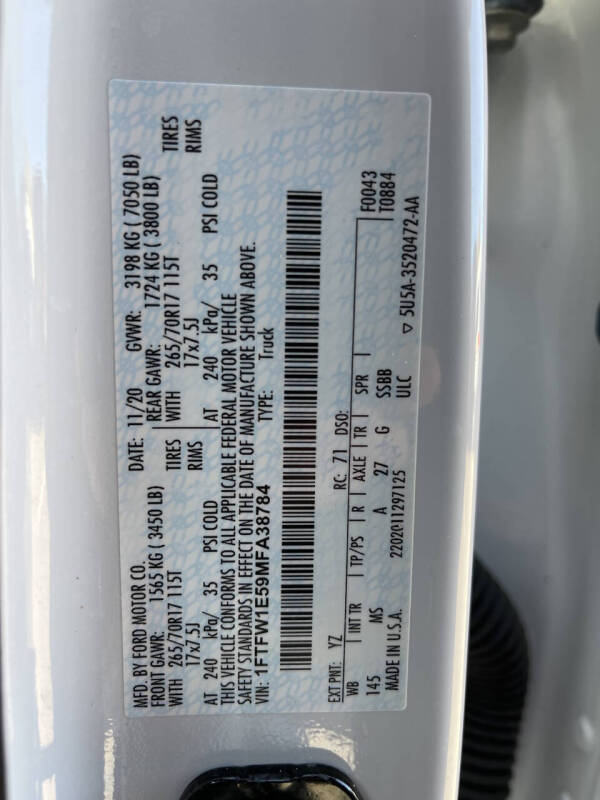 MFD. BY FORD MOTOR CO.
DATE: 11/20 GVWR: 3198 KG ( 7050 LB)
FRONT GAWR: 1565 KG ( 3450 LB) REAR GAWR: 1724 KG ( 3800 LB)
WITH 265/70R17 115T TIRES WITH 265/70R17 115T TIRES
17x7.5J RIMS 17x7.5J RIMS
AT 240 kPa/ 35 PSI COLD AT 240 kPa/ 35 PSI COLD
THIS VEHICLE CONFORMS TO ALL APPLICABLE FEDERAL MOTOR VEHICLE
SAFETY STANDARDS IN EFFECT ON THE DATE OF MANUFACTURE SHOWN ABOVE.
VIN: 1FTFW1E59MFA38784 TYPE: Truck
EXT PNT: YZ RC: 71 DSO: F0043
WB INT TR TP/PS R AXLE TR SPR T0884
145 MS A 27 G SSBB
MADE IN U.S.A. 2202011297125 ULC ▽ 5U5A-3520472-AA